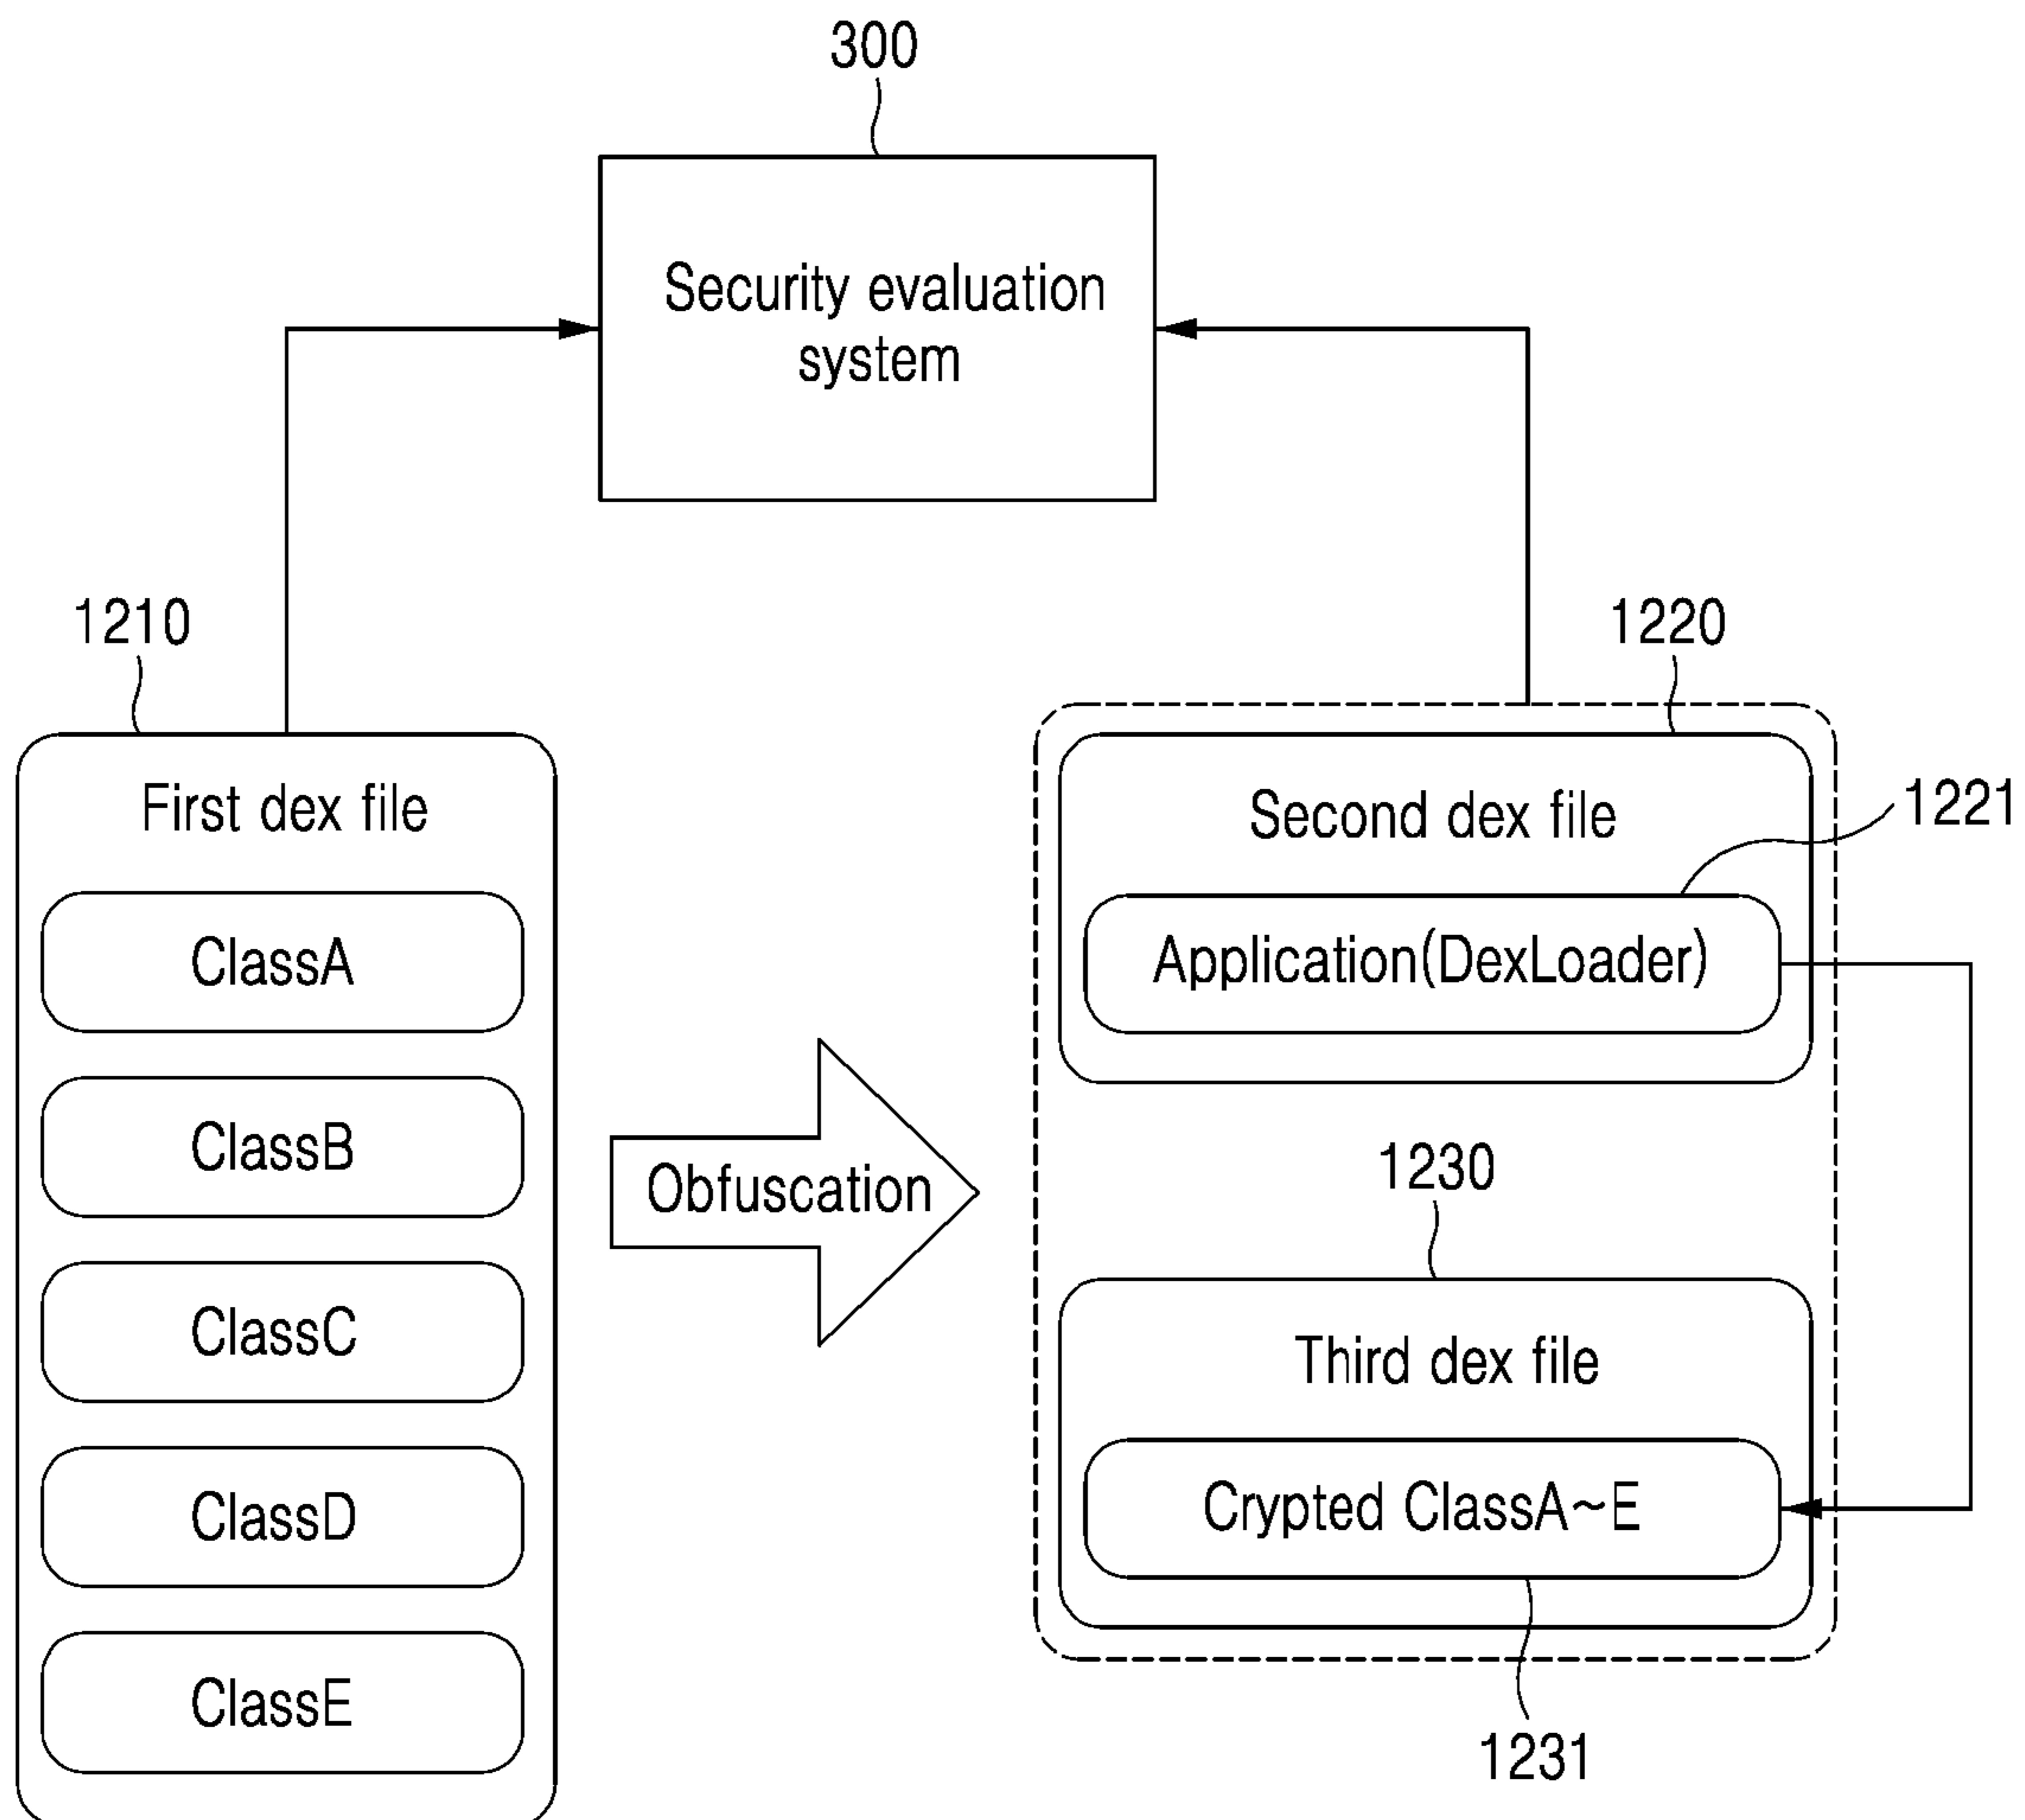 300
Security evaluation
system
1210
First dex file
ClassA
ClassB
ClassC
ClassD
ClassE
Obfuscation
1220
Second dex file
1221
Application(DexLoader)
1230
Third dex file
Crypted ClassA~E
1231